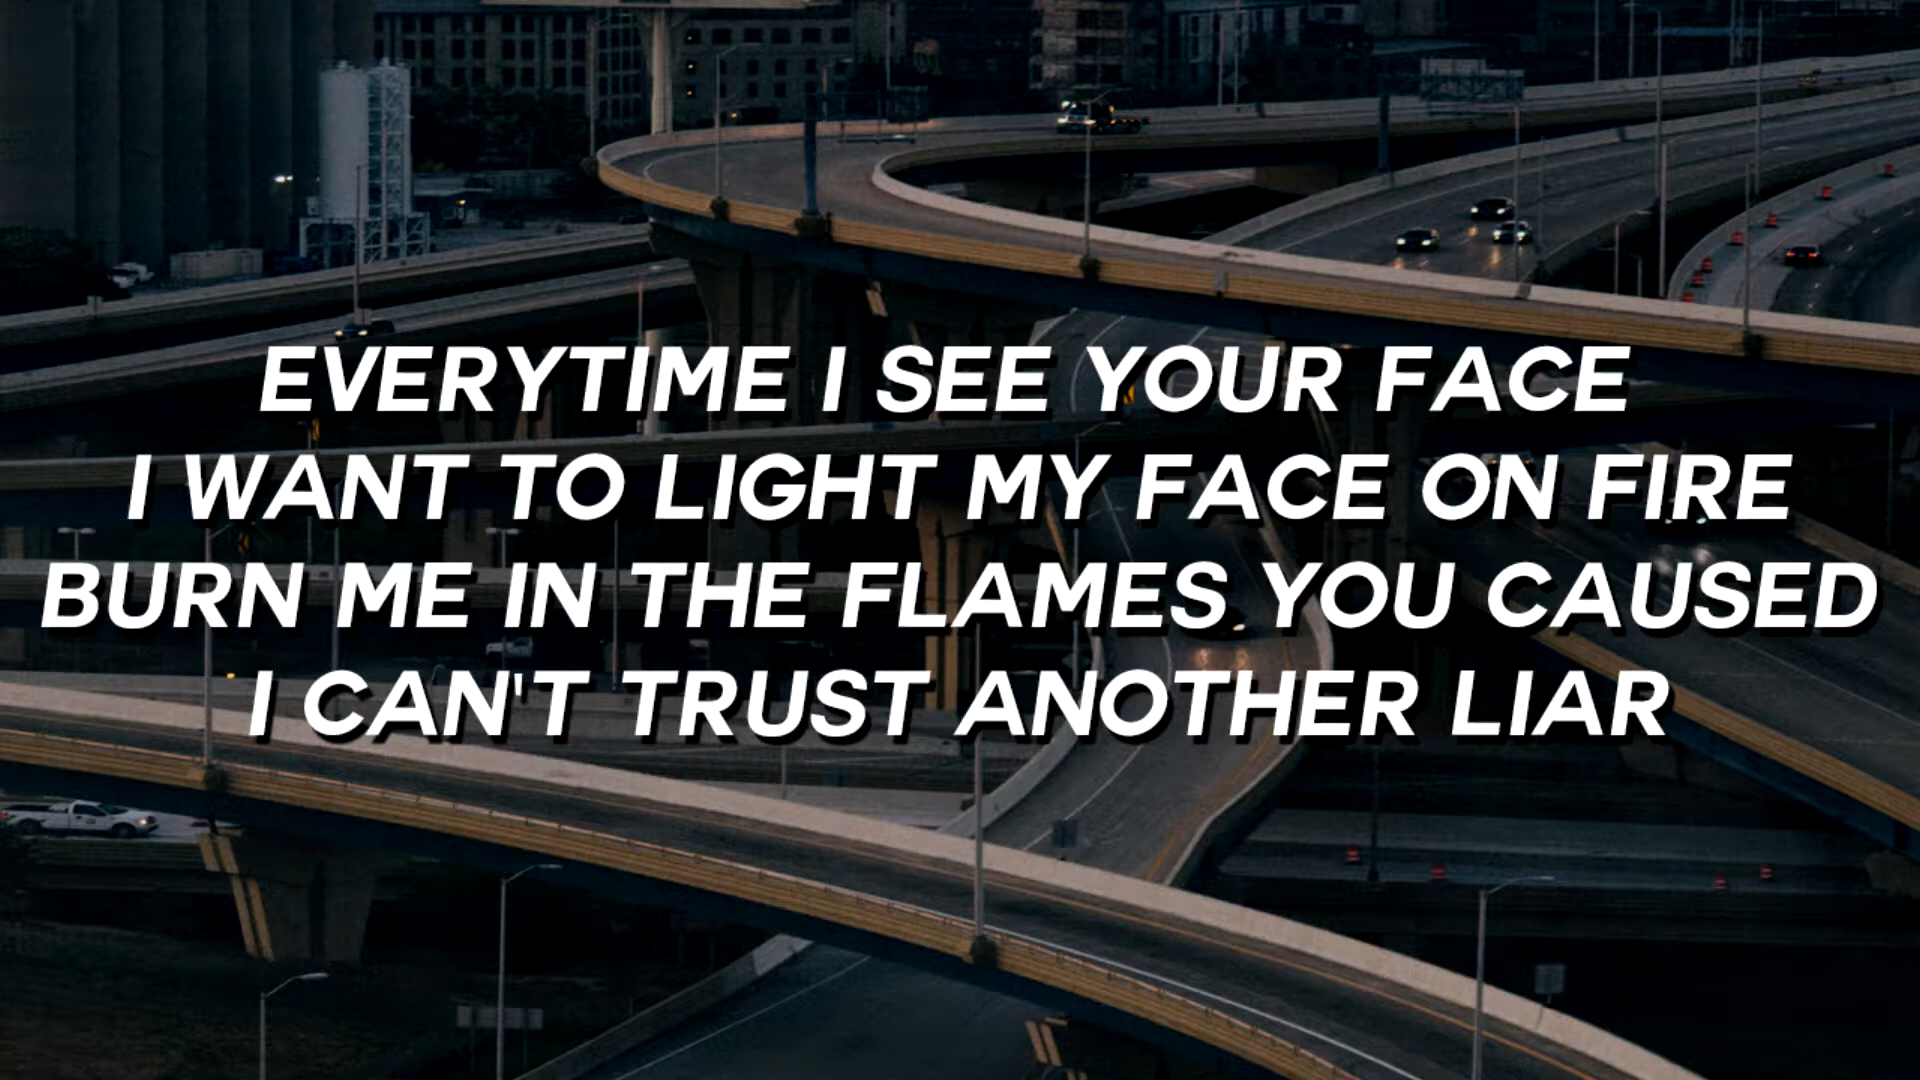 EVERYTIME I SEE YOUR FACE
I WANT TO LIGHT MY FACE ON FIRE
BURN ME IN THE FLAMES YOU CAUSED
I CAN'T TRUST ANOTHER LIAR